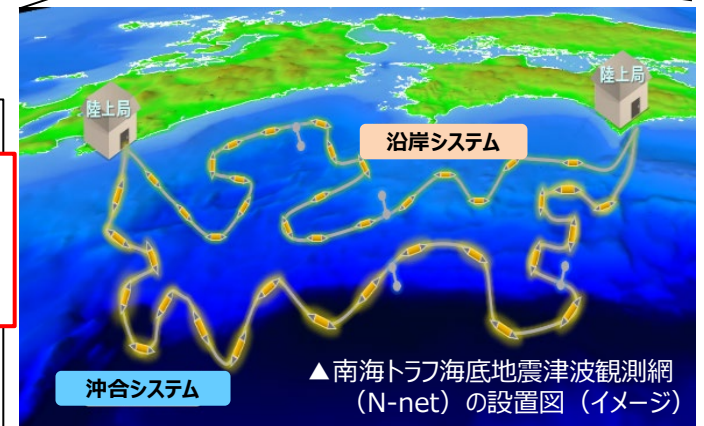 陸上局
陸上局
沿岸システム
沖合システム
▲南海トラフ海底地震津波観測網
（N-net）の設置図（イメージ）